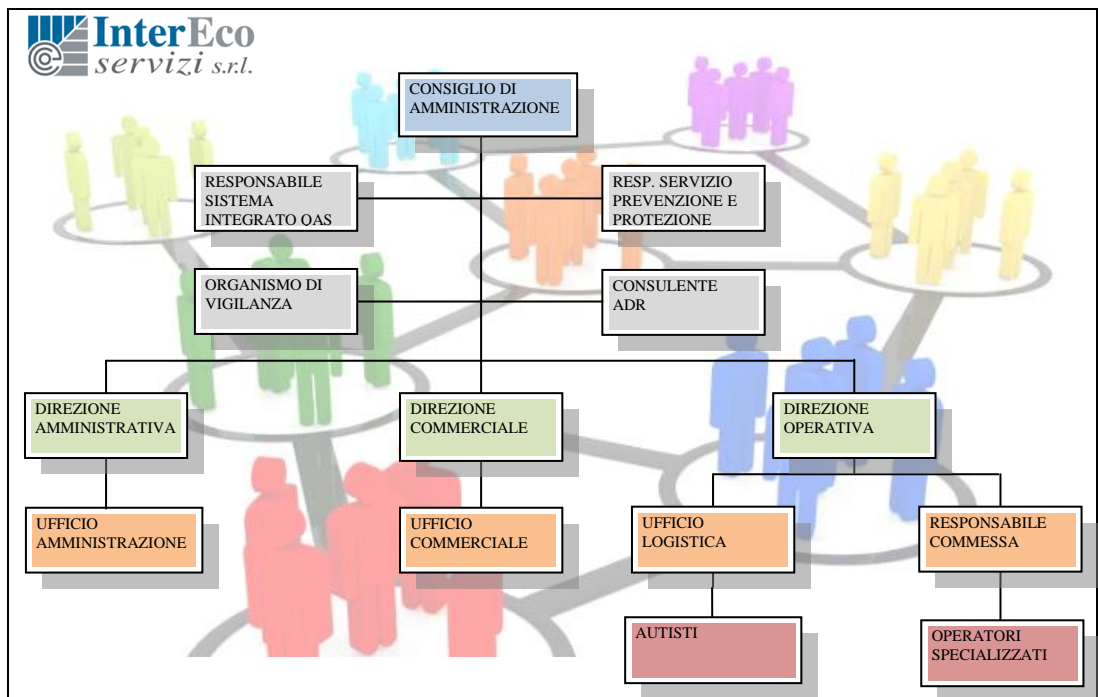 InterEco
servizi s.r.l.
CONSIGLIO DI
AMMINISTRAZIONE
RESPONSABILE
SISTEMA
INTEGRATO QAS
RESP. SERVIZIO
PREVENZIONE E
PROTEZIONE
ORGANISMO DI
VIGILANZA
CONSULENTE
ADR
DIREZIONE
AMMINISTRATIVA
DIREZIONE
COMMERCIALE
DIREZIONE
OPERATIVA
UFFICIO
AMMINISTRAZIONE
UFFICIO
COMMERCIALE
UFFICIO
LOGISTICA
RESPONSABILE
COMMESSA
AUTISTI
OPERATORI
SPECIALIZZATI